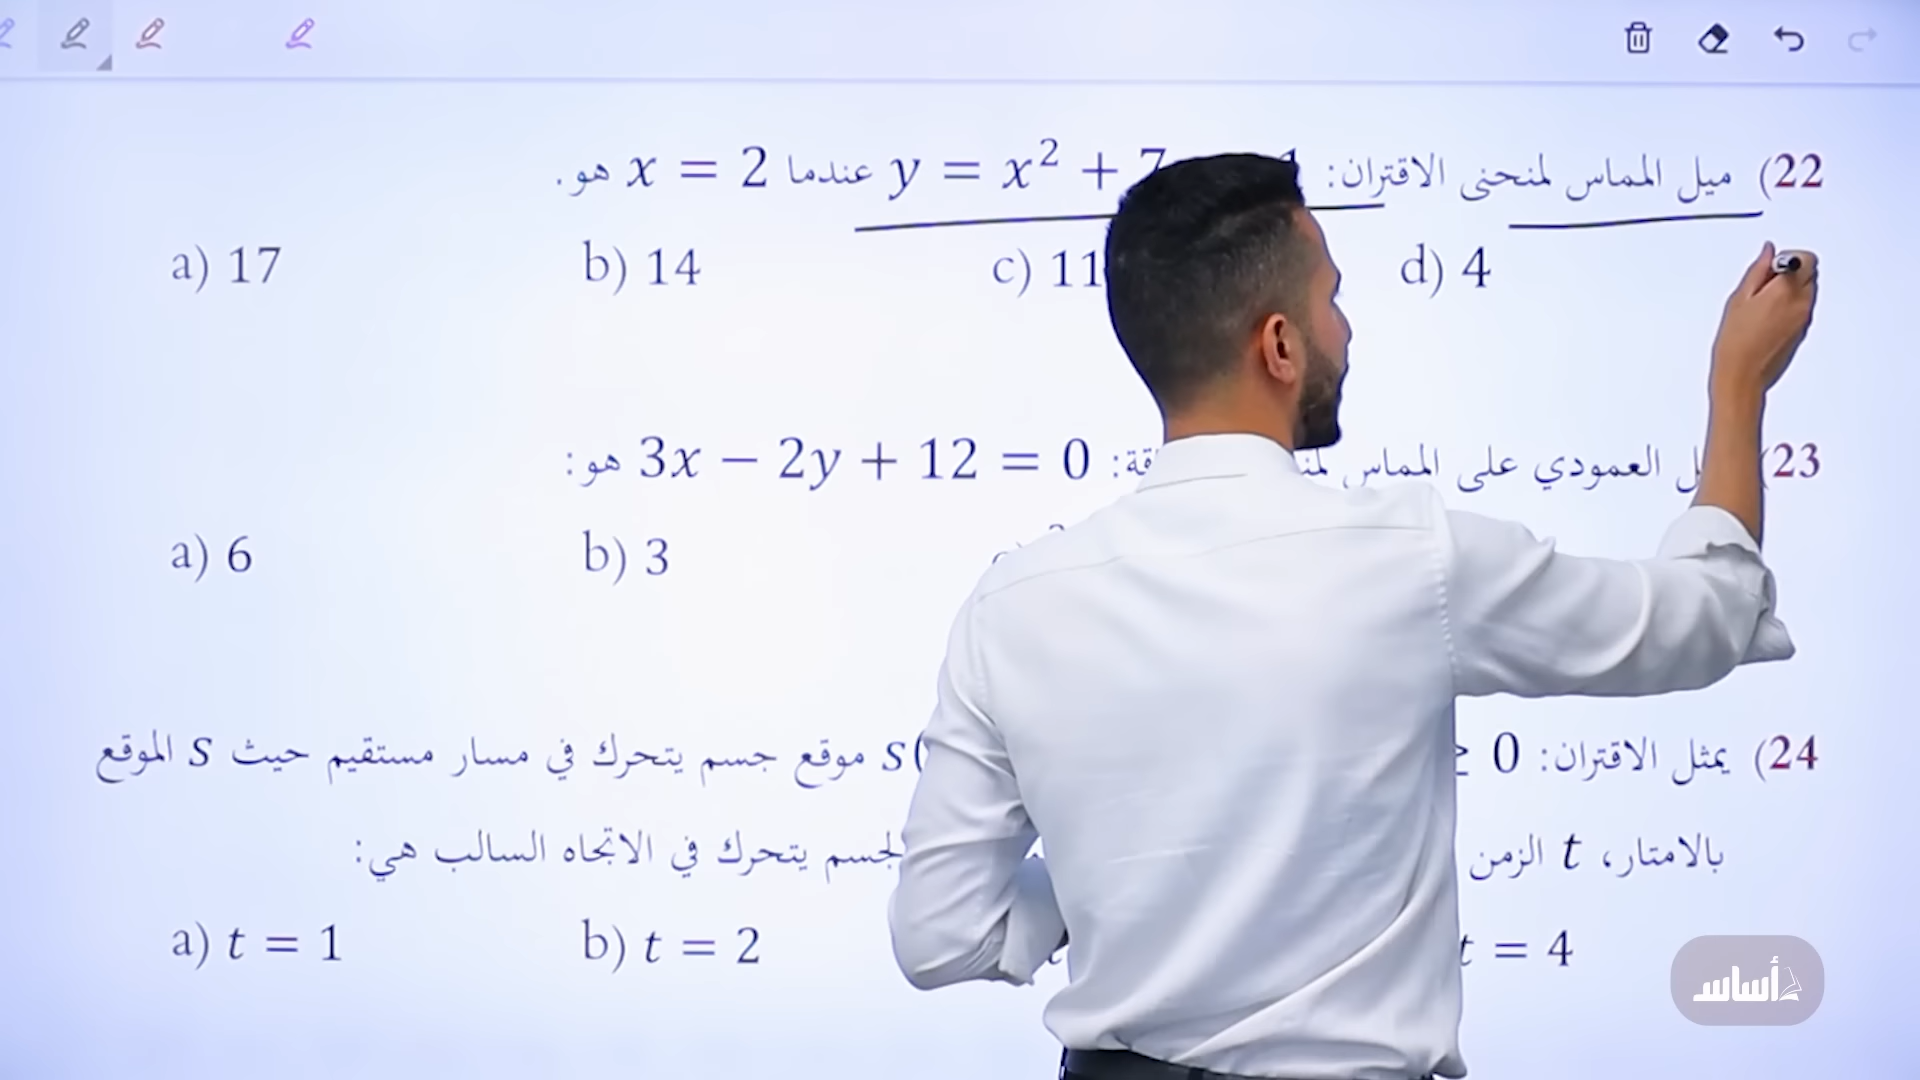 22) ميل المماس لمنحنى الاقتران: y = x² + 7 1 عندما x = 2 هو.
a) 17 b) 14 c) 11 d) 4
23 العمودي على المماس 3x − 2y + 12 = 0 هو:
a) 6 b) 3
24) يمثل الاقتران: 0 s( موقع جسم يتحرك في مسار مستقيم حيث s الموقع
بالامتار، t الزمن يتحرك في الاتجاه السالب هي:
a) t = 1 b) t = 2 t = 4
أساس